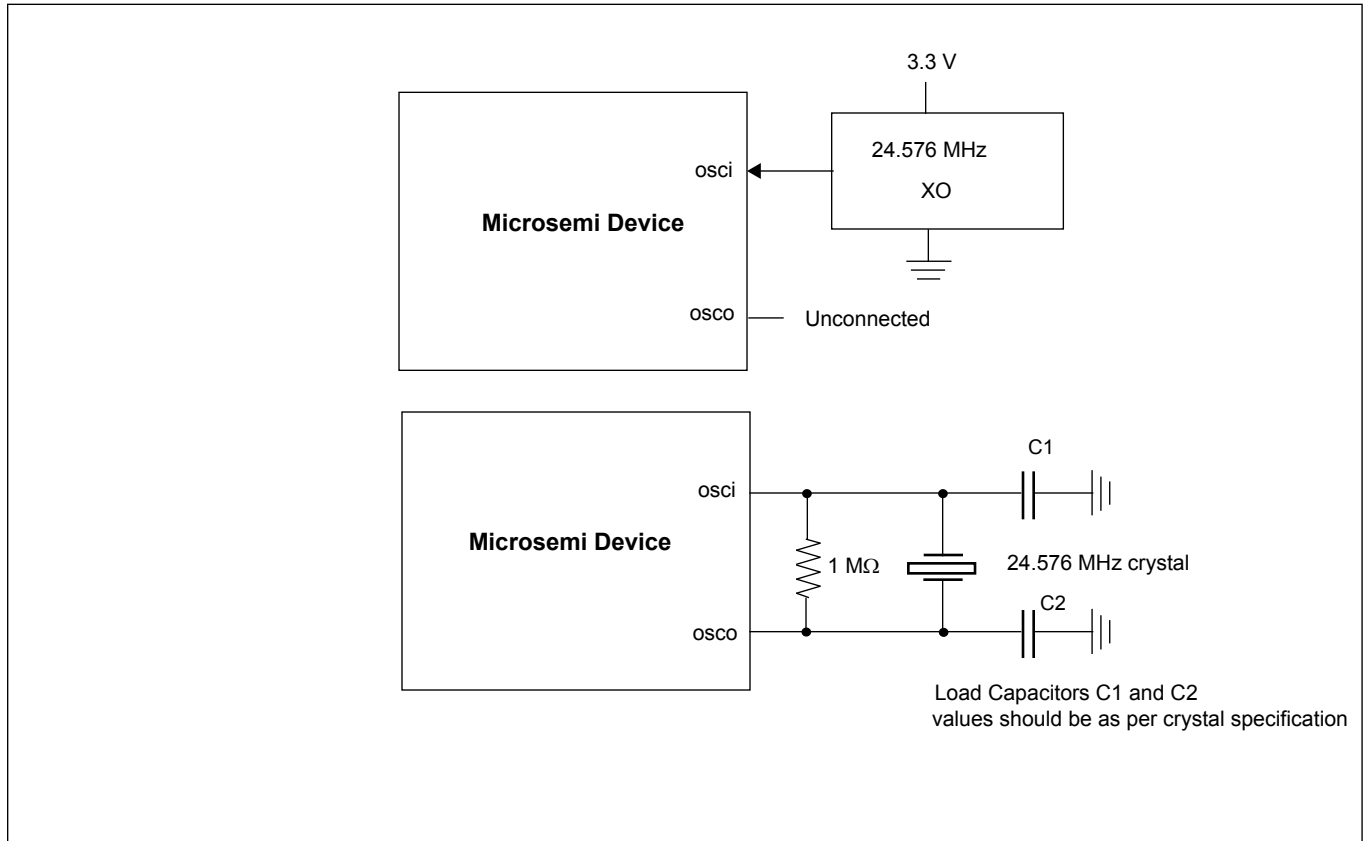 3.3 V
24.576 MHz
XO
osci
Microsemi Device
osco
Unconnected
C1
osci
Microsemi Device
1 MΩ
24.576 MHz crystal
C2
osco
Load Capacitors C1 and C2
values should be as per crystal specification